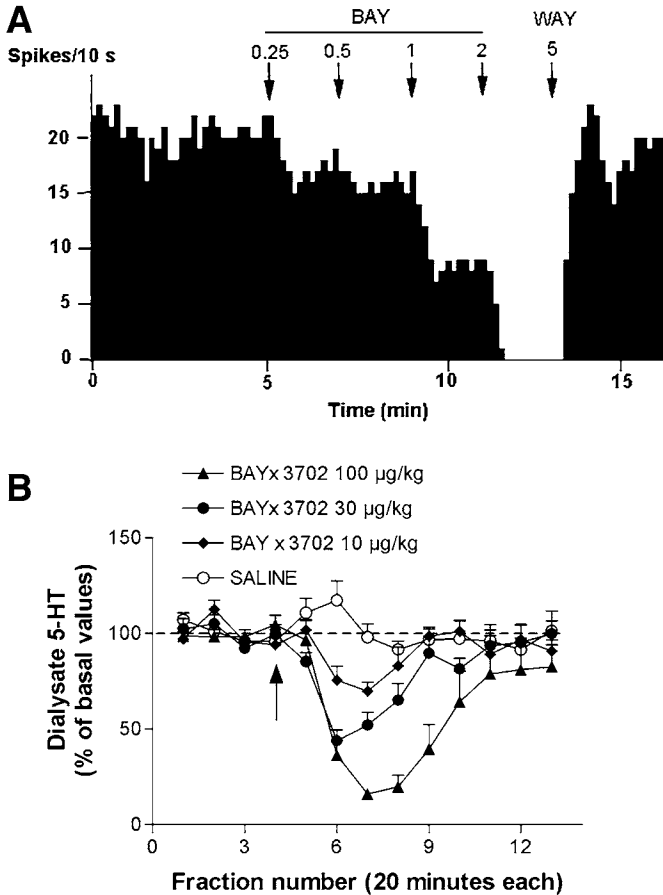 A
BAY WAY
Spikes/10 s
0.25 0.5 1 2 5
20
15
10
5
0
0 5 10 15
Time (min)
B
BAYx 3702 100 µg/kg
BAYx 3702 30 µg/kg
BAY x 3702 10 µg/kg
SALINE
Dialysate 5-HT
(% of basal values)
150
100
50
0
0 3 6 9 12
Fraction number (20 minutes each)